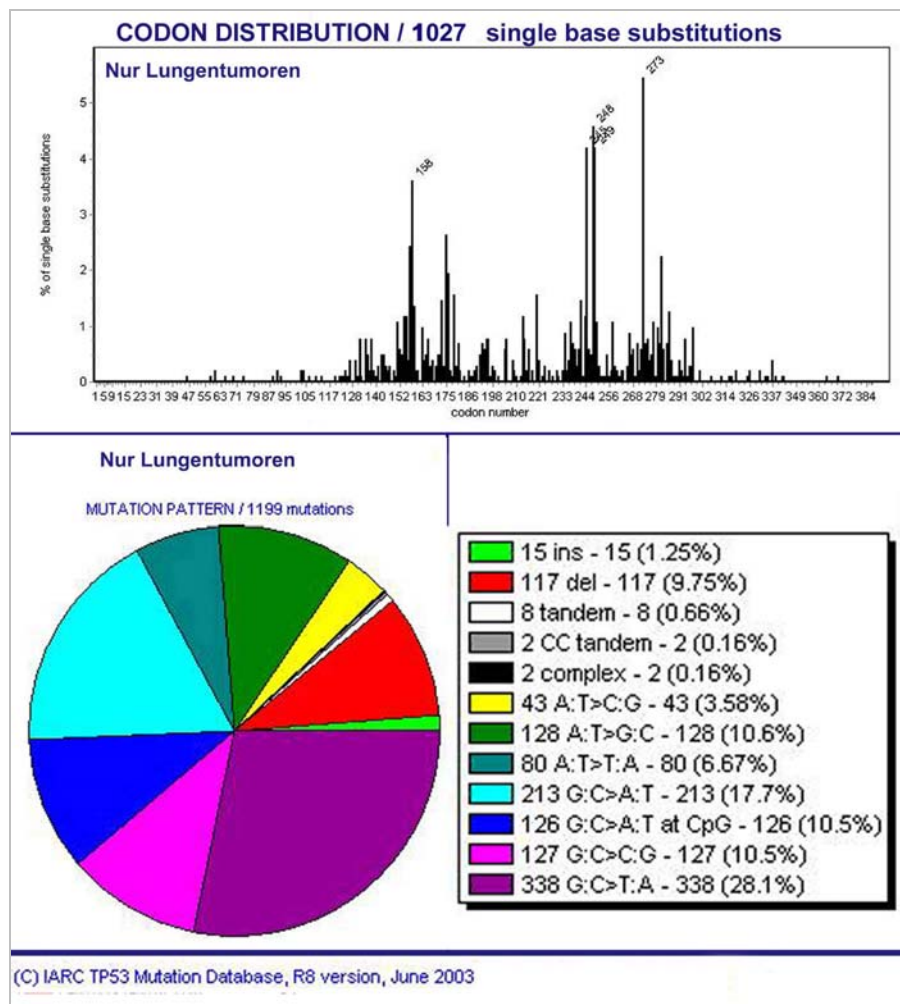 CODON DISTRIBUTION / 1027 single base substitutions
Nur Lungentumoren
273
248
245
249
158
5
4
3
2
1
0
% of single base substitutions
1 59 15 23 31 39 47 55 63 71 79 87 95 105 117 128 140 152 163 175 186 198 210 221 233 244 256 268 279 291 302 314 326 337 349 360 372 384
codon number
Nur Lungentumoren
MUTATION PATTERN / 1199 mutations
15 ins - 15 (1.25%)
117 del - 117 (9.75%)
8 tandem - 8 (0.66%)
2 CC tandem - 2 (0.16%)
2 complex - 2 (0.16%)
43 A:T>C:G - 43 (3.58%)
128 A:T>G:C - 128 (10.6%)
80 A:T>T:A - 80 (6.67%)
213 G:C>A:T - 213 (17.7%)
126 G:C>A:T at CpG - 126 (10.5%)
127 G:C>C:G - 127 (10.5%)
338 G:C>T:A - 338 (28.1%)
(C) IARC TP53 Mutation Database, R8 version, June 2003